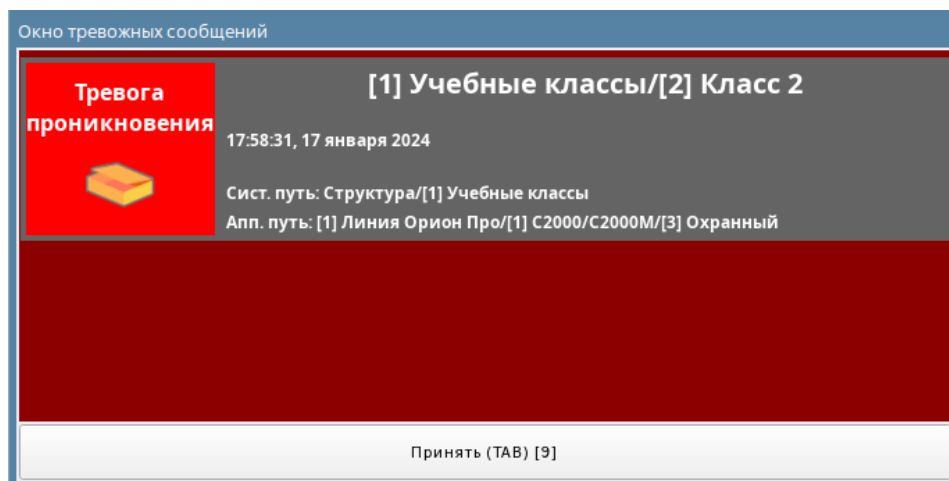 Окно тревожных сообщений
Тревога
проникновения
[1] Учебные классы/[2] Класс 2
17:58:31, 17 января 2024
Сист. путь: Структура/[1] Учебные классы
Апп. путь: [1] Линия Орион Про/[1] С2000/С2000М/[3] Охранный
Принять (TAB) [9]